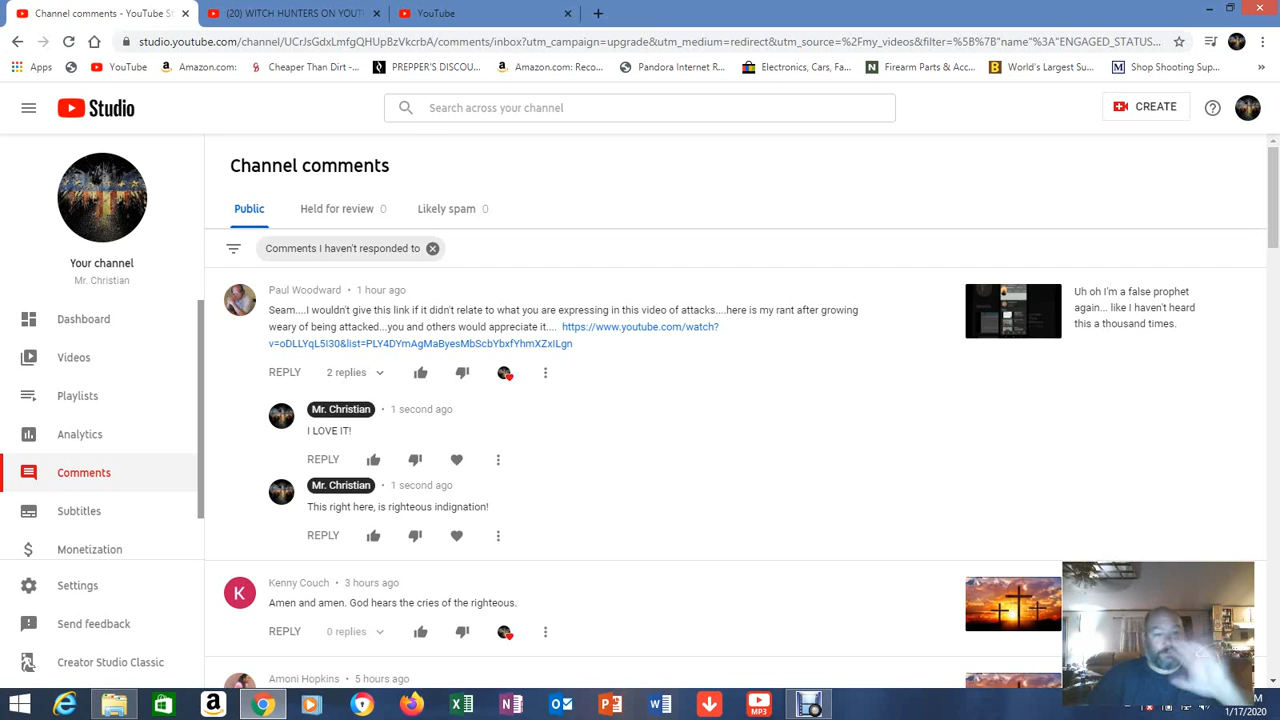 Channel comments - YouTube St
(20) WITCH HUNTERS ON YOUT
YouTube
studio.youtube.com/channel/UCrJsGdxLmfgQHUpBzVkcrbA/comments/inbox?utm_campaign=upgrade&utm_medium=redirect&utm_source=%2Fmy_videos&filter=%5B%7B"name"%3A"ENGAGED_STATUS...
Apps
YouTube
Amazon.com:
Cheaper Than Dirt -...
PREPPER'S DISCOU...
Amazon.com: Reco...
Pandora Internet R...
Electronics, Cars, Fa...
Firearm Parts & Acc...
World's Largest Su...
Shop Shooting Sup...
»
Studio
Search across your channel
CREATE
Channel comments
Public
Held for review 0
Likely spam 0
Comments I haven't responded to
Your channel
Mr. Christian
Dashboard
Videos
Playlists
Analytics
Comments
Subtitles
Monetization
Settings
Send feedback
Creator Studio Classic
Paul Woodward • 1 hour ago
Seam....I wouldn't give this link if it didn't relate to what you are expressing in this video of attacks....here is my rant after growing
weary of being attacked...you and others would appreciate it.... https://www.youtube.com/watch?
v=oDLLYqL5I30&list=PLY4DYmAgMaByesMbScbYbxfYhmXZxILgn
REPLY 2 replies
Uh oh I'm a false prophet
again... like I haven't heard
this a thousand times.
Mr. Christian • 1 second ago
I LOVE IT!
REPLY
Mr. Christian • 1 second ago
This right here, is righteous indignation!
REPLY
K
Kenny Couch • 3 hours ago
Amen and amen. God hears the cries of the righteous.
REPLY 0 replies
Amoni Hopkins • 5 hours ago
MP3
M
1/17/2020